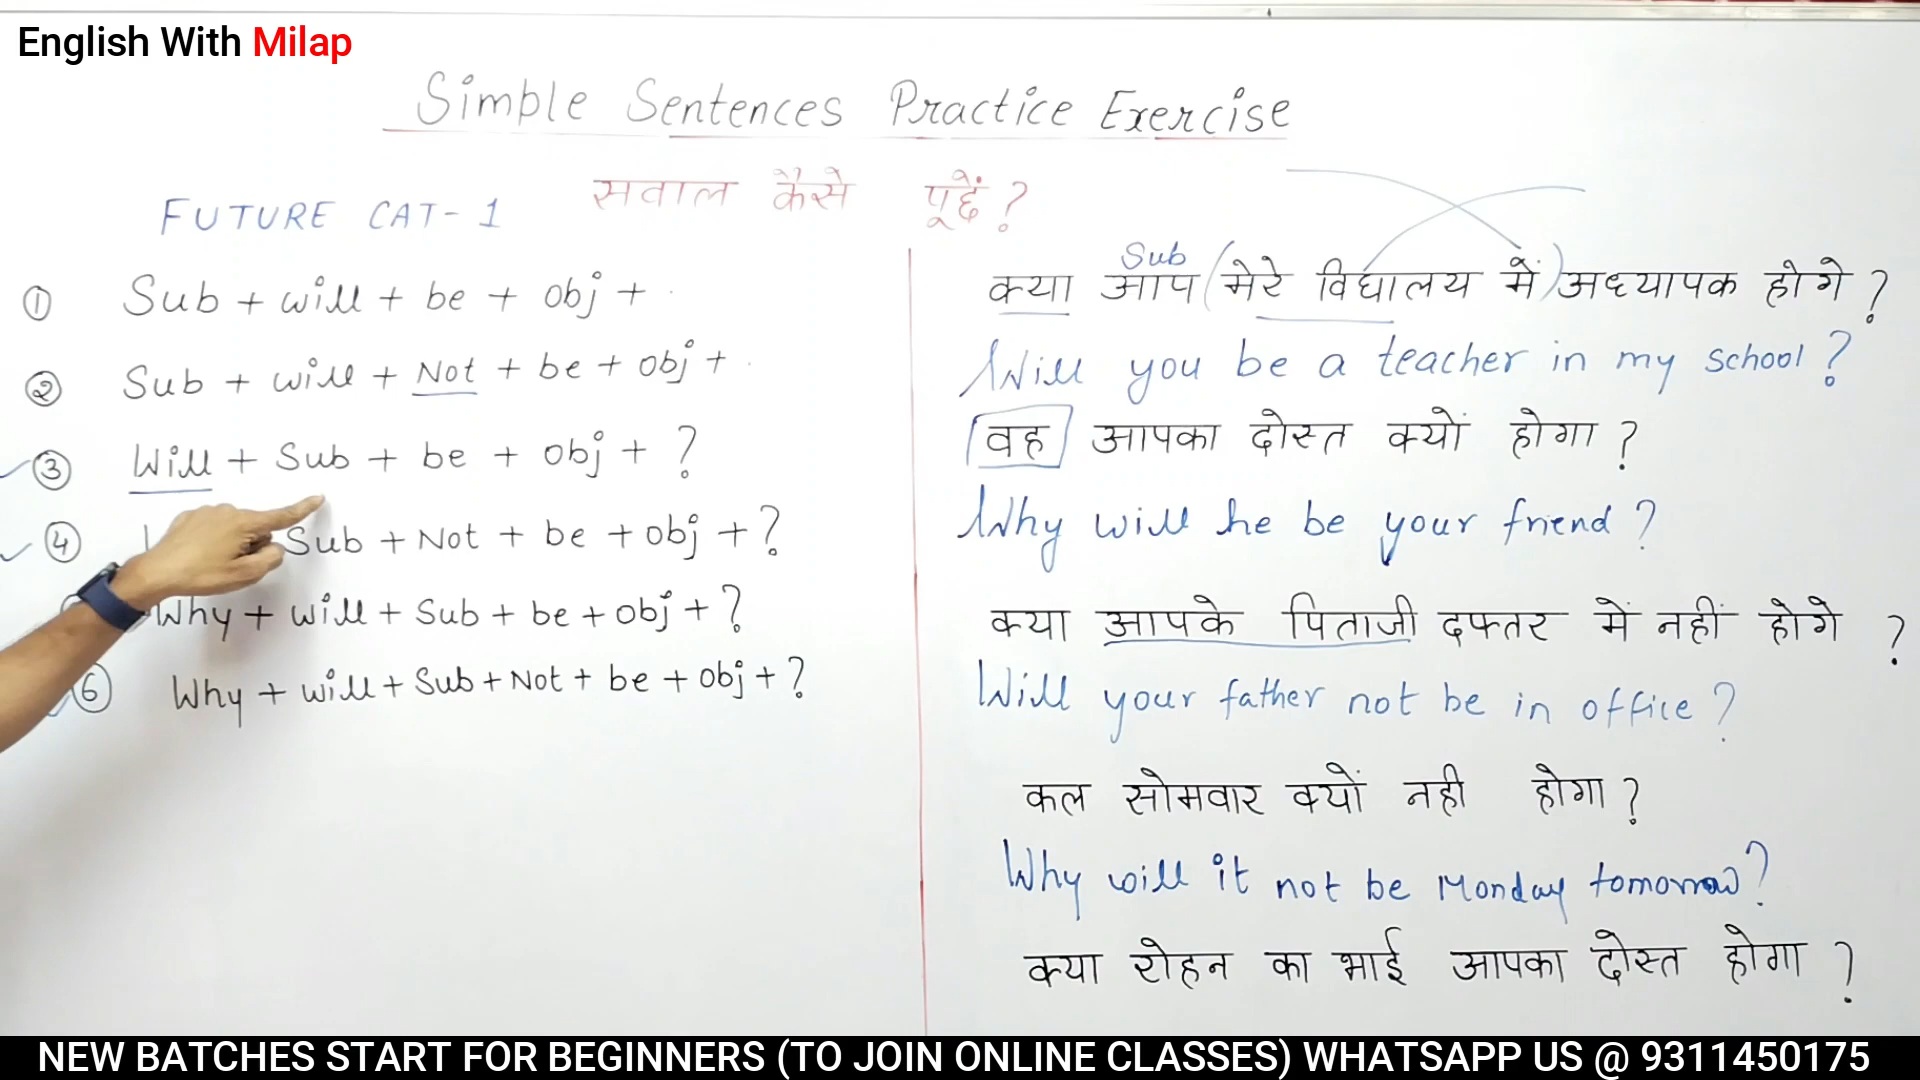 English With Milap
Simble Sentences Practice Exercise
सवाल कैसे पूछें ?
FUTURE CAT-1
① Sub + will + be + obj +
② Sub + will + Not + be + obj +
③ Will + Sub + be + obj + ?
④ Sub + Not + be + obj + ?
Why + will + Sub + be + obj + ?
⑥ Why + will + Sub + Not + be + obj + ?
Sub
क्या आप (मेरे विद्यालय में) अध्यापक होगे ?
Will you be a teacher in my school ?
वह आपका दोस्त क्यों होगा ?
Why will he be your friend ?
क्या आपके पिताजी दफ्तर में नहीं होगे ?
Will your father not be in office ?
कल सोमवार क्यों नही होगा ?
Why will it not be Monday tomorrow ?
क्या रोहन का भाई आपका दोस्त होगा ?
NEW BATCHES START FOR BEGINNERS (TO JOIN ONLINE CLASSES) WHATSAPP US @ 9311450175